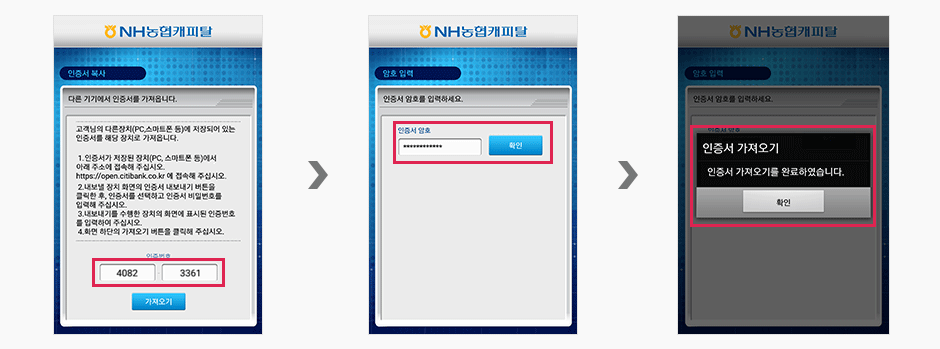 NH농협캐피탈
인증서 복사
다른 기기에서 인증서를 가져옵니다.
고객님의 다른장치(PC,스마트폰 등)에 저장되어 있는
인증서를 해당 장치로 가져옵니다.
1.인증서가 저장된 장치(PC, 스마트폰 등)에서
아래 주소에 접속해 주십시오.
https://open.citibank.co.kr 에 접속해 주십시오.
2.내보낼 장치 화면의 인증서 내보내기 버튼을
클릭한 후, 인증서를 선택하고 인증서 비밀번호를
입력해 주십시오.
3.내보내기를 수행한 장치의 화면에 표시된 인증번호
를 입력하여 주십시오.
4.화면 하단의 가져오기 버튼을 클릭해 주십시오.
인증번호
4082 - 3361
가져오기
NH농협캐피탈
암호 입력
인증서 암호를 입력하세요.
인증서 암호
************
확인
NH농협캐피탈
암호 입력
인증서 암호를 입력하세요.
인증서 암호
인증서 가져오기
인증서 가져오기를 완료하였습니다.
확인